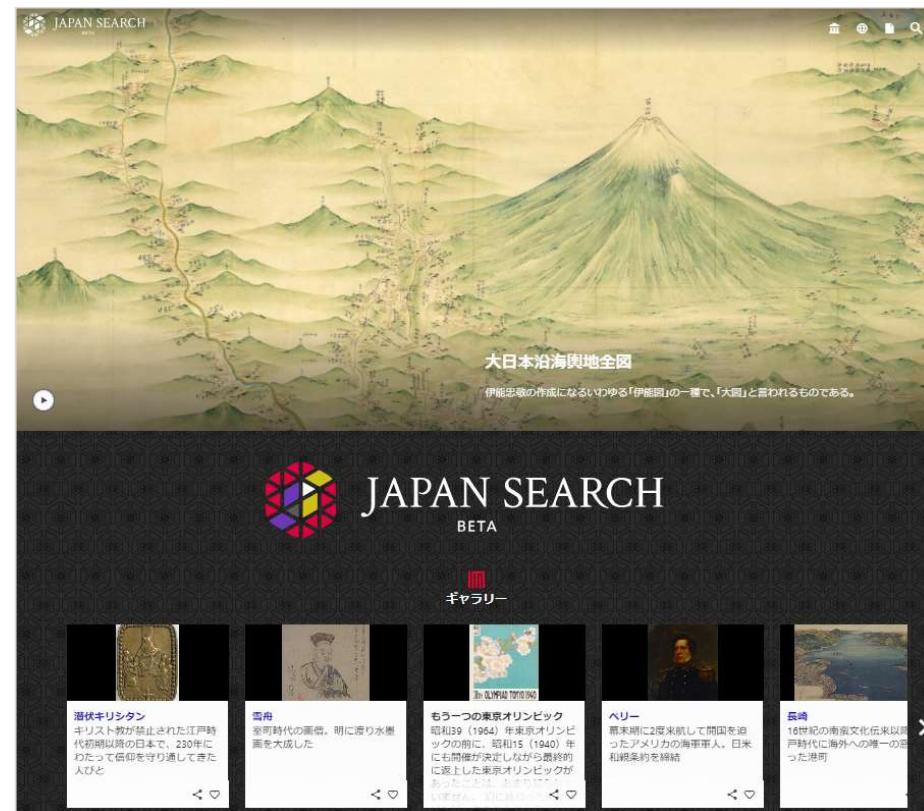 JAPAN SEARCH
BETA
大日本沿海輿地全図
伊能忠敬の作成になるいわゆる「伊能図」の一種で、「大図」と言われるものである。
JAPAN SEARCH
BETA
ギャラリー
潜伏キリシタン
キリスト教が禁止された江戸時
代初期以降の日本で、230年に
わたって信仰を守り通してきた
人びと
雪舟
室町時代の画僧。明に渡り水墨
画を大成した
The OLYMPIAD TOKYO 1940
もう一つの東京オリンピック
昭和39（1964）年東京オリンピ
ックの前に、昭和15（1940）年
にも開催が決定しながら最終的
に返上した東京オリンピックが
ペリー
幕末期に2度来航して開国を迫
ったアメリカの海軍軍人。日米
和親条約を締結
長崎
16世紀の南蛮文化伝来以降
戸時代に海外への唯一の窓
った港町